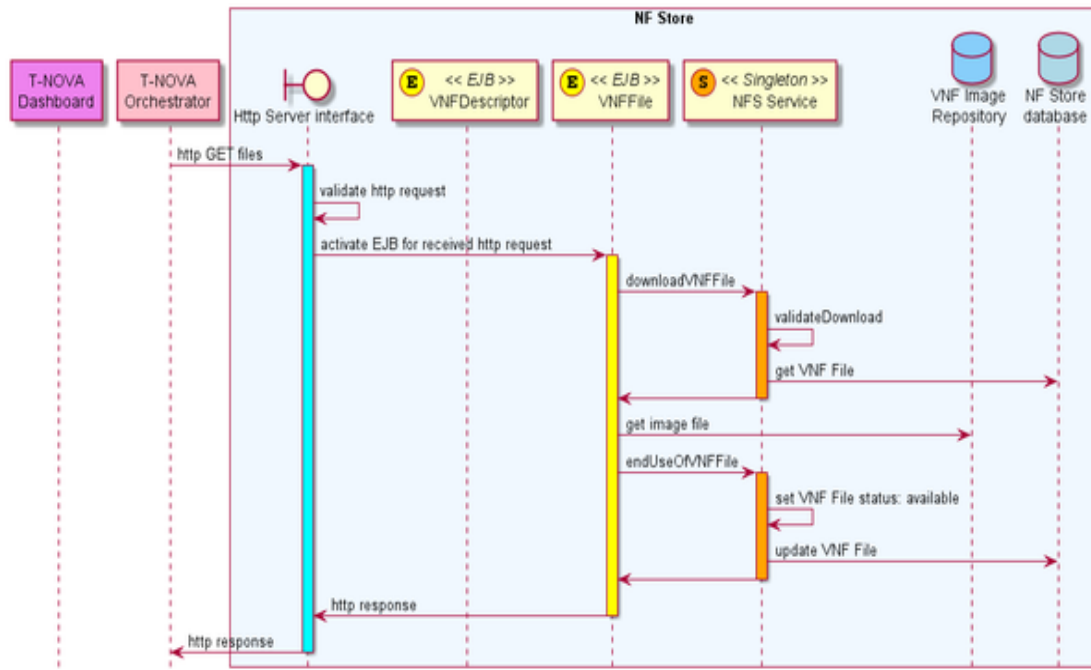 NF Store
T-NOVA
Dashboard
T-NOVA
Orchestrator
Http Server interface
E
<< EJB >>
VNFDescriptor
E
<< EJB >>
VNFFile
S
<< Singleton >>
NFS Service
VNF Image
Repository
NF Store
database
http GET files
validate http request
activate EJB for received http request
downloadVNFFile
validateDownload
get VNF File
get image file
endUseOfVNFFile
set VNF File status: available
update VNF File
http response
http response